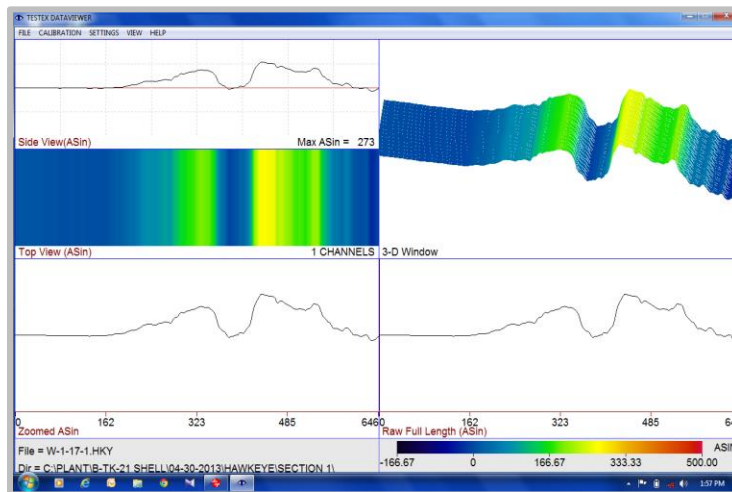 TESTEX DATAVIEWER
FILE CALIBRATION SETTINGS VIEW HELP
Side View(ASin) Max ASin = 273
Top View (ASin) 1 CHANNELS
3-D Window
0 162 323 485 646
Zoomed ASin
0 162 323 485
Raw Full Length (ASin)
File = W-1-17-1.HKY
Dir = C:\PLANT\B-TK-21 SHELL\04-30-2013\HAWKEYE\SECTION 1\
-166.67 0 166.67 333.33 500.00
1:57 PM